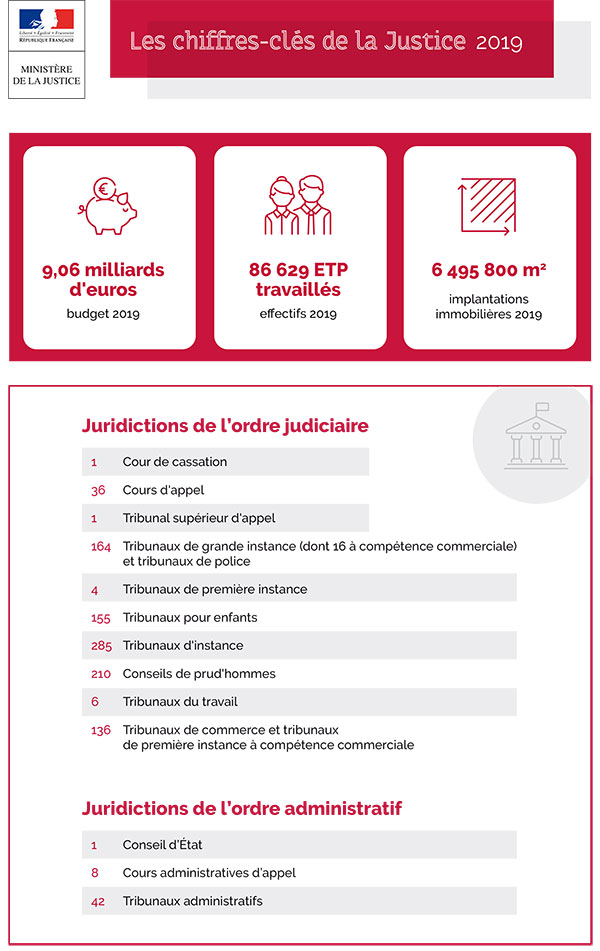 Liberté • Égalité • Fraternité
RÉPUBLIQUE FRANÇAISE
MINISTÈRE
DE LA JUSTICE
Les chiffres-clés de la Justice 2019
€
9,06 milliards
d'euros
budget 2019
86 629 ETP
travaillés
effectifs 2019
6 495 800 m²
implantations
immobilières 2019
Juridictions de l'ordre judiciaire
1 Cour de cassation
36 Cours d'appel
1 Tribunal supérieur d'appel
164 Tribunaux de grande instance (dont 16 à compétence commerciale)
et tribunaux de police
4 Tribunaux de première instance
155 Tribunaux pour enfants
285 Tribunaux d'instance
210 Conseils de prud'hommes
6 Tribunaux du travail
136 Tribunaux de commerce et tribunaux
de première instance à compétence commerciale
Juridictions de l'ordre administratif
1 Conseil d'État
8 Cours administratives d'appel
42 Tribunaux administratifs